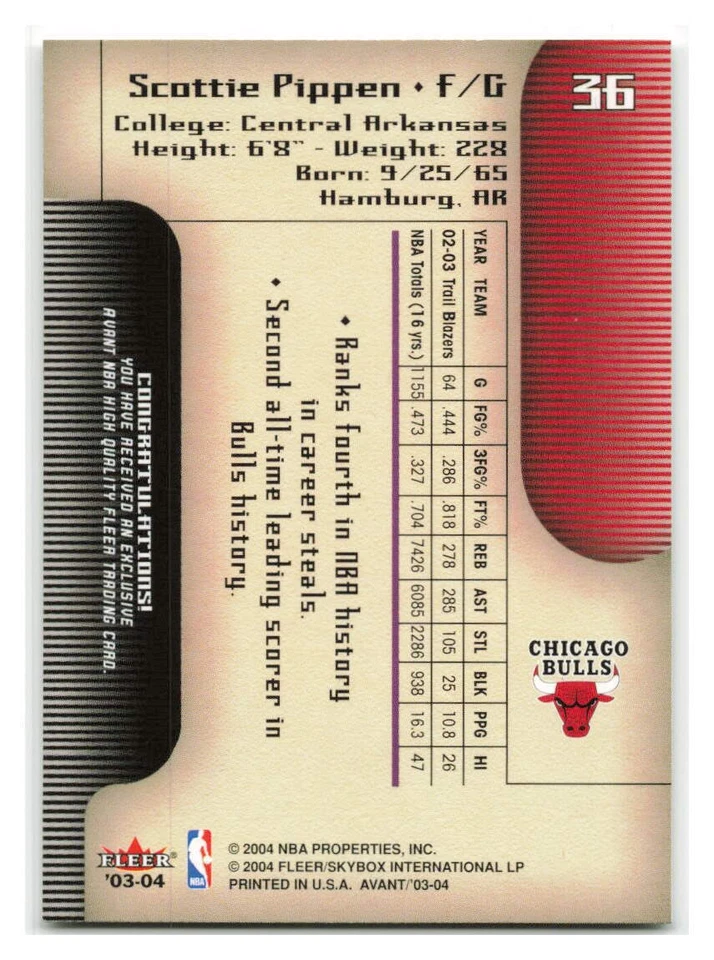 Scottie Pippen ♦ F/G
36
College: Central Arkansas
Height: 6'8" - Weight: 228
Born: 9/25/65
Hamburg, AR
YEAR TEAM G FG% 3FG% FT% REB AST STL BLK PPG HI
02-03 Trail Blazers 64 .444 .286 .818 278 285 105 25 10.8 26
NBA Totals (16 yrs.) 1155 .473 .327 .704 7426 6085 2286 938 16.3 47
♦ Ranks fourth in NBA history
in career steals.
♦ Second all-time leading scorer in
Bulls history.
CONGRATULATIONS!
YOU HAVE RECEIVED AN EXCLUSIVE
AVANT NBA HIGH QUALITY FLEER TRADING CARD.
CHICAGO
BULLS
FLEER®
'03-04
NBA
© 2004 NBA PROPERTIES, INC.
© 2004 FLEER/SKYBOX INTERNATIONAL LP
PRINTED IN U.S.A. AVANT/'03-04